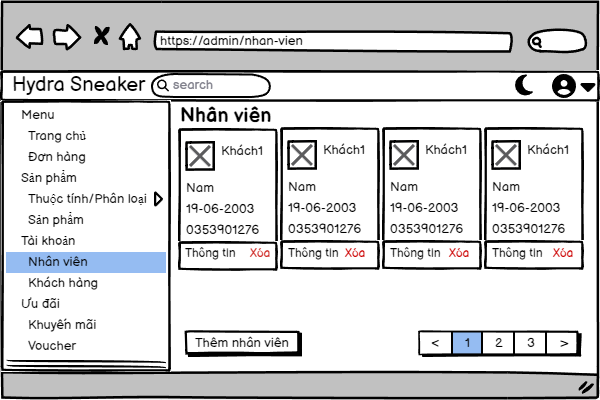 https://admin/nhan-vien
Hydra Sneaker
search
Menu
Trang chủ
Đơn hàng
Sản phẩm
Thuộc tính/Phân loại
Sản phẩm
Tài khoản
Nhân viên
Khách hàng
Ưu đãi
Khuyến mãi
Voucher
Nhân viên
Khách1
Nam
19-06-2003
0353901276
Thông tin Xóa
Khách1
Nam
19-06-2003
0353901276
Thông tin Xóa
Khách1
Nam
19-06-2003
0353901276
Thông tin Xóa
Khách1
Nam
19-06-2003
0353901276
Thông tin Xóa
Thêm nhân viên
< 1 2 3 >